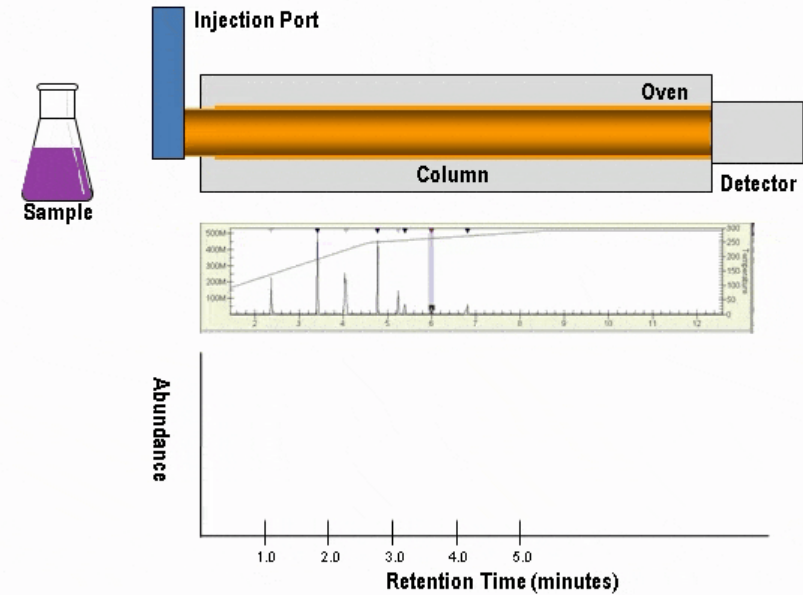 Injection Port
Oven
Column
Detector
Sample
500M
400M
300M
200M
100M
300
250
200
150
100
50
0
Temperature
2 3 4 5 6 7 8 9 10 11 12
Abundance
1.0 2.0 3.0 4.0 5.0
Retention Time (minutes)